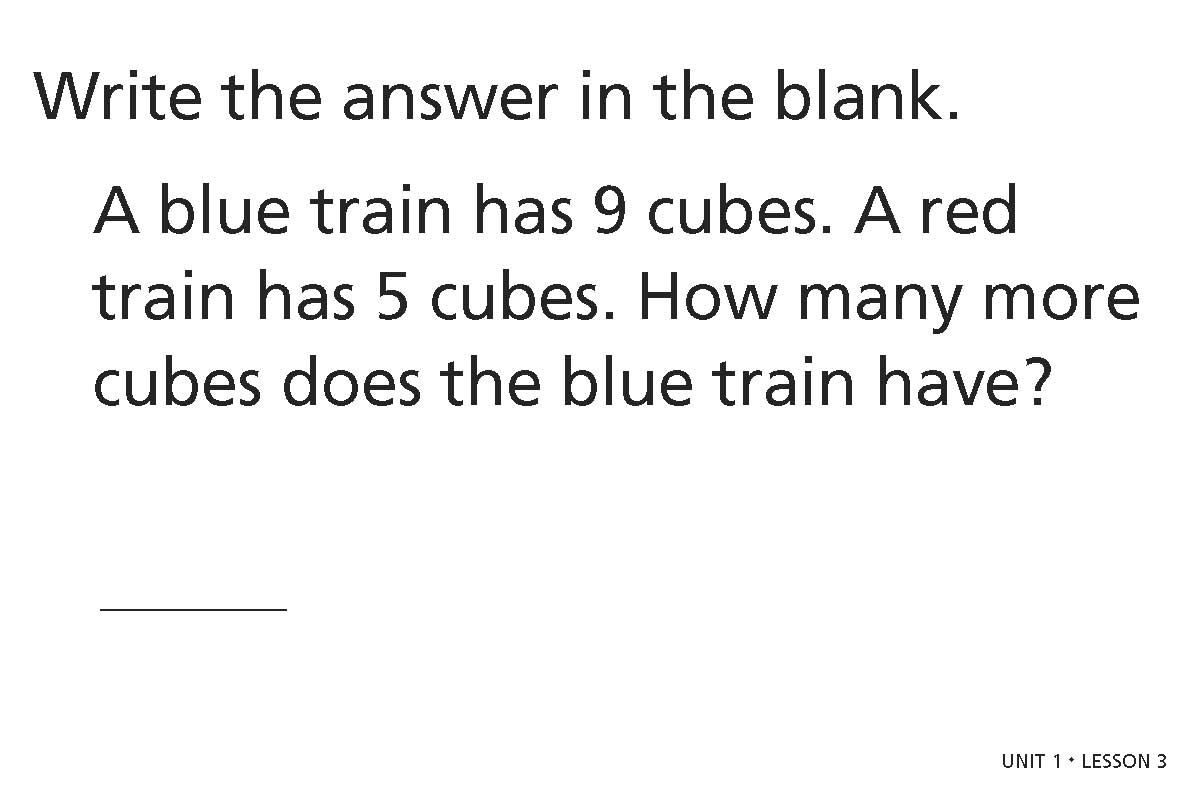 Write the answer in the blank.
A blue train has 9 cubes. A red
train has 5 cubes. How many more
cubes does the blue train have?
UNIT 1 • LESSON 3